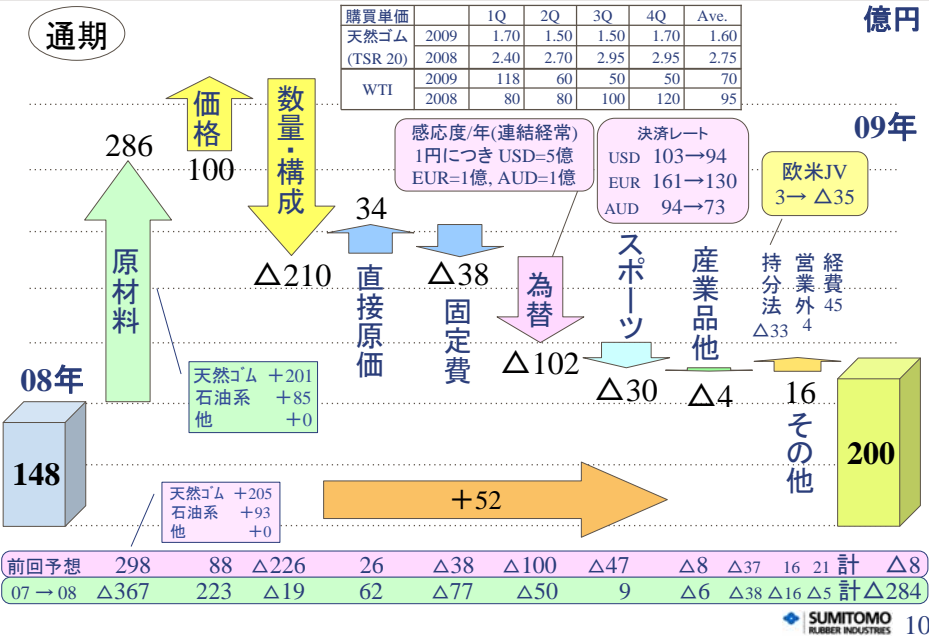 通期
億円
購買単価 1Q 2Q 3Q 4Q Ave.
天然ゴム 2009 1.70 1.50 1.50 1.70 1.60
(TSR 20) 2008 2.40 2.70 2.95 2.95 2.75
WTI 2009 118 60 50 50 70
2008 80 80 100 120 95
感応度/年(連結経常)
1円につき USD=5億
EUR=1億, AUD=1億
決済レート
USD 103→94
EUR 161→130
AUD 94→73
09年
欧米JV
3→ △35
286
原材料
価格
100
数量・構成
△210
34
直接原価
△38
固定費
為替
△102
スポーツ
△30
産業品他
△4
持分法
△33
営業外
4
経費
45
16
その他
08年
148
天然ゴム +201
石油系 +85
他 +0
200
天然ゴム +205
石油系 +93
他 +0
+52
前回予想 298 88 △226 26 △38 △100 △47 △8 △37 16 21 計 △8
07→08 △367 223 △19 62 △77 △50 9 △6 △38 △16 △5 計 △284
SUMITOMO
RUBBER INDUSTRIES
10